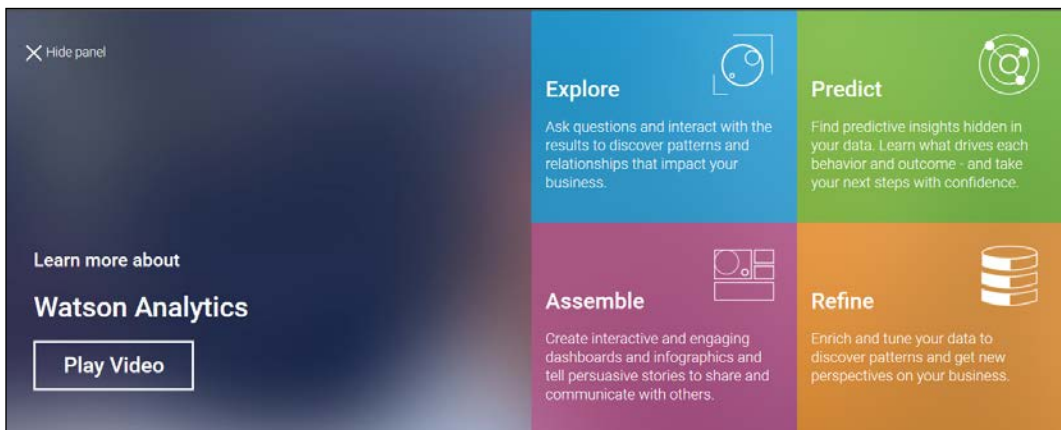 Hide panel
Learn more about
Watson Analytics
Play Video
Explore
Ask questions and interact with the
results to discover patterns and
relationships that impact your
business.
Predict
Find predictive insights hidden in
your data. Learn what drives each
behavior and outcome - and take
your next steps with confidence.
Assemble
Create interactive and engaging
dashboards and infographics and
tell persuasive stories to share and
communicate with others.
Refine
Enrich and tune your data to
discover patterns and get new
perspectives on your business.